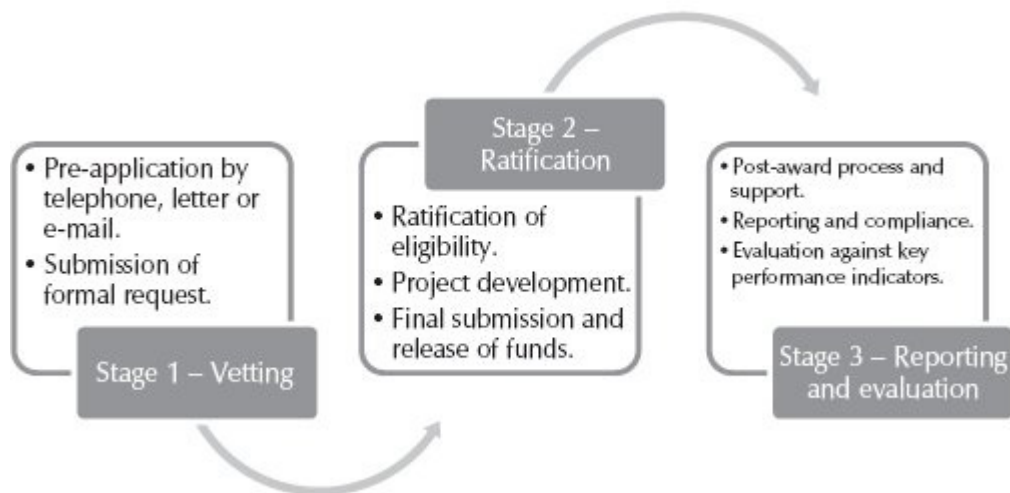 • Pre-application by
telephone, letter or
e-mail.
• Submission of
formal request.
Stage 1 – Vetting
Stage 2 –
Ratification
• Ratification of
eligibility.
• Project development.
• Final submission and
release of funds.
• Post-award process and
support.
• Reporting and compliance.
• Evaluation against key
performance indicators.
Stage 3 – Reporting
and evaluation